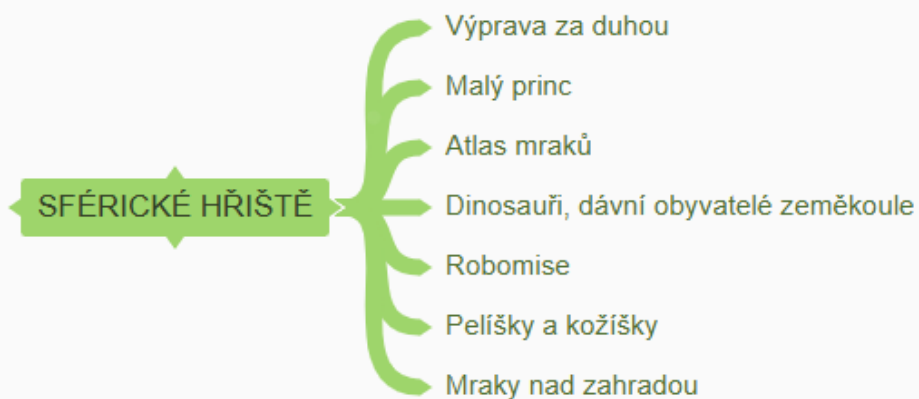 SFÉRICKÉ HŘIŠTĚ
Výprava za duhou
Malý princ
Atlas mraků
Dinosauři, dávní obyvatelé zeměkoule
Robomise
Pelíšky a kožíšky
Mraky nad zahradou